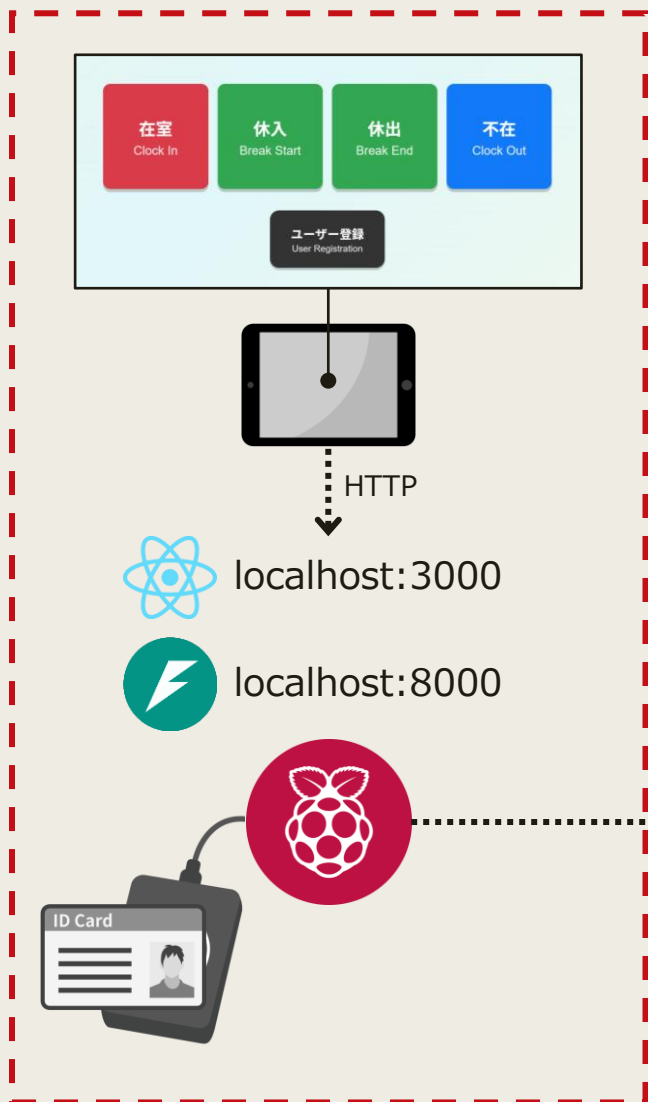 在室
Clock In
休入
Break Start
休出
Break End
不在
Clock Out
ユーザー登録
User Registration
HTTP
localhost:3000
localhost:8000
ID Card